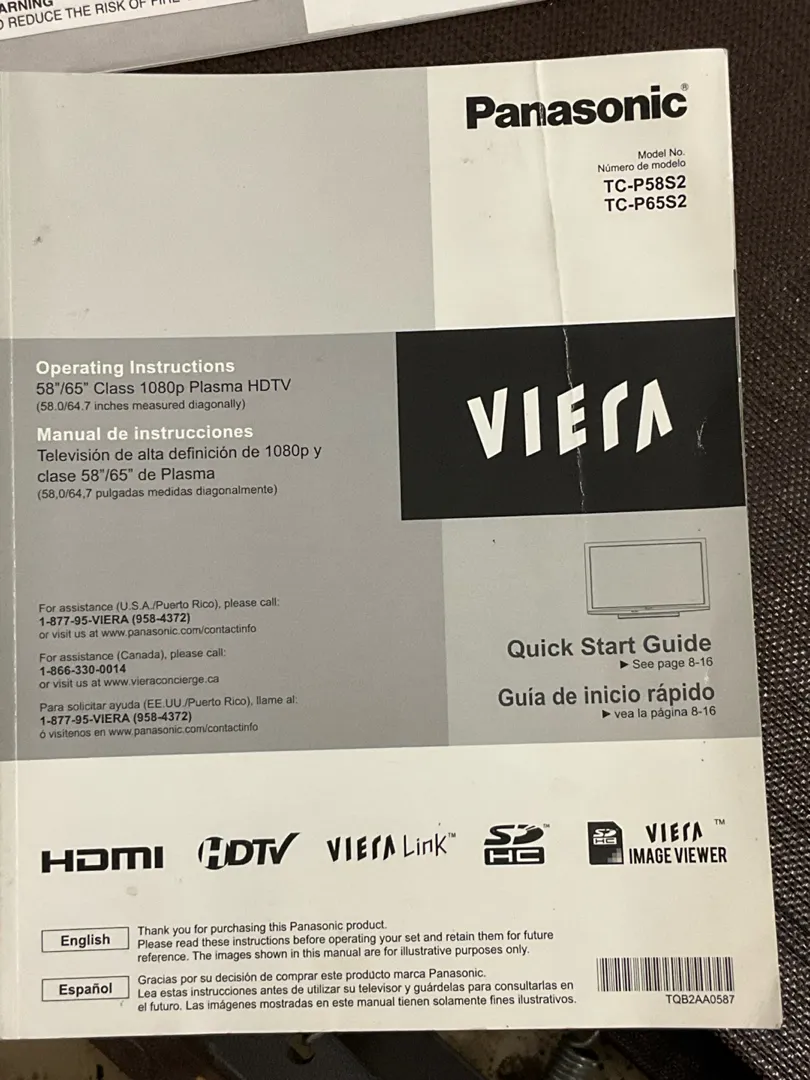 ARNING
O REDUCE THE RISK OF
Panasonic®
Model No.
Número de modelo
TC-P58S2
TC-P65S2
Operating Instructions
58"/65" Class 1080p Plasma HDTV
(58.0/64.7 inches measured diagonally)
Manual de instrucciones
Televisión de alta definición de 1080p y
clase 58"/65" de Plasma
(58,0/64,7 pulgadas medidas diagonalmente)
VIERA
For assistance (U.S.A./Puerto Rico), please call:
1-877-95-VIERA (958-4372)
or visit us at www.panasonic.com/contactinfo
For assistance (Canada), please call:
1-866-330-0014
or visit us at www.vieraconcierge.ca
Para solicitar ayuda (EE.UU./Puerto Rico), llame al:
1-877-95-VIERA (958-4372)
ó visítenos en www.panasonic.com/contactinfo
Quick Start Guide
▶ See page 8-16
Guía de inicio rápido
▶ vea la página 8-16
HDMI HDTV VIERA Link™ SD HC™ SD HC VIERA™ IMAGE VIEWER
English
Thank you for purchasing this Panasonic product.
Please read these instructions before operating your set and retain them for future
reference. The images shown in this manual are for illustrative purposes only.
Español
Gracias por su decisión de comprar este producto marca Panasonic.
Lea estas instrucciones antes de utilizar su televisor y guárdelas para consultarlas en
el futuro. Las imágenes mostradas en este manual tienen solamente fines ilustrativos.
TQB2AA0587